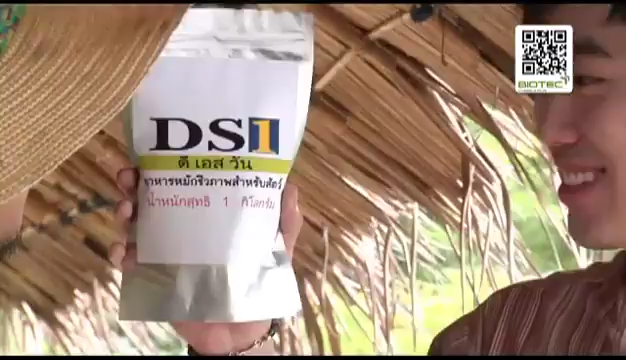 BIOTEC
DS1
ดี เอส วัน
อาหารหมักชีวภาพสำหรับสัตว์
น้ำหนักสุทธิ 1 กิโลกรัม